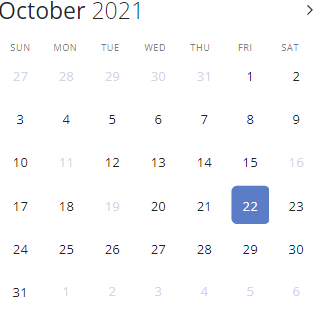 October 2021
SUN MON TUE WED THU FRI SAT
27 28 29 30 31 1 2
3 4 5 6 7 8 9
10 11 12 13 14 15 16
17 18 19 20 21 22 23
24 25 26 27 28 29 30
31 1 2 3 4 5 6